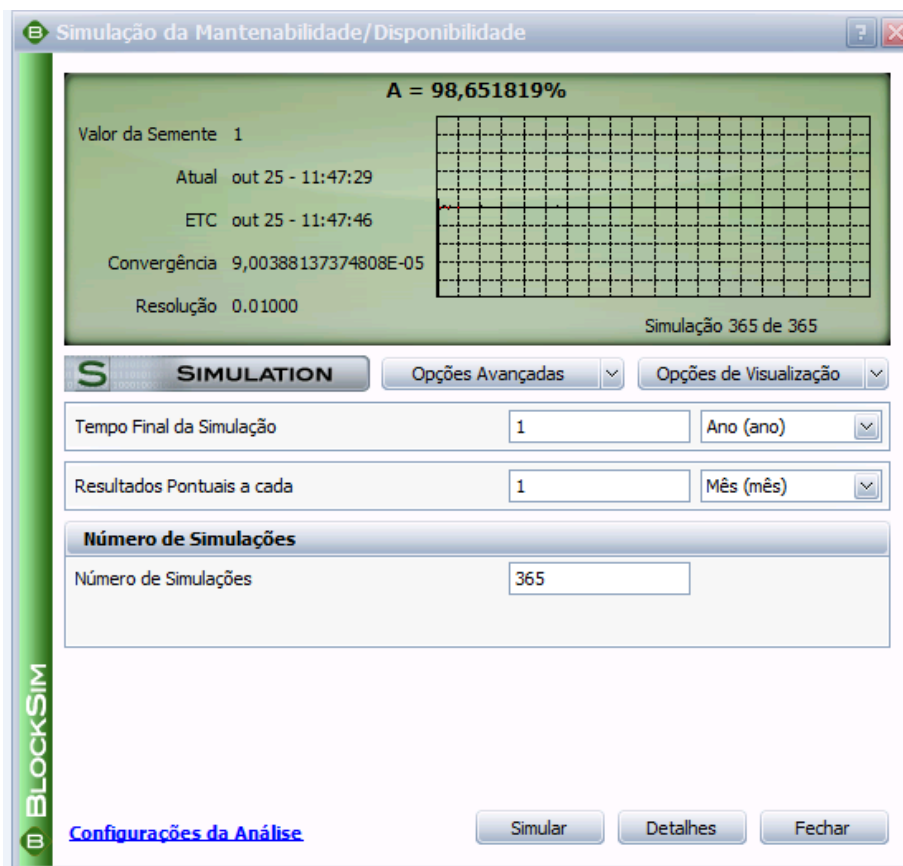 Simulação da Mantenabilidade/Disponibilidade
A = 98,651819%
Valor da Semente 1
Atual out 25 - 11:47:29
ETC out 25 - 11:47:46
Convergência 9,00388137374808E-05
Resolução 0.01000
Simulação 365 de 365
S SIMULATION Opções Avançadas Opções de Visualização
Tempo Final da Simulação 1 Ano (ano)
Resultados Pontuais a cada 1 Mês (mês)
Número de Simulações
Número de Simulações 365
BLOCKSIM
Configurações da Análise Simular Detalhes Fechar